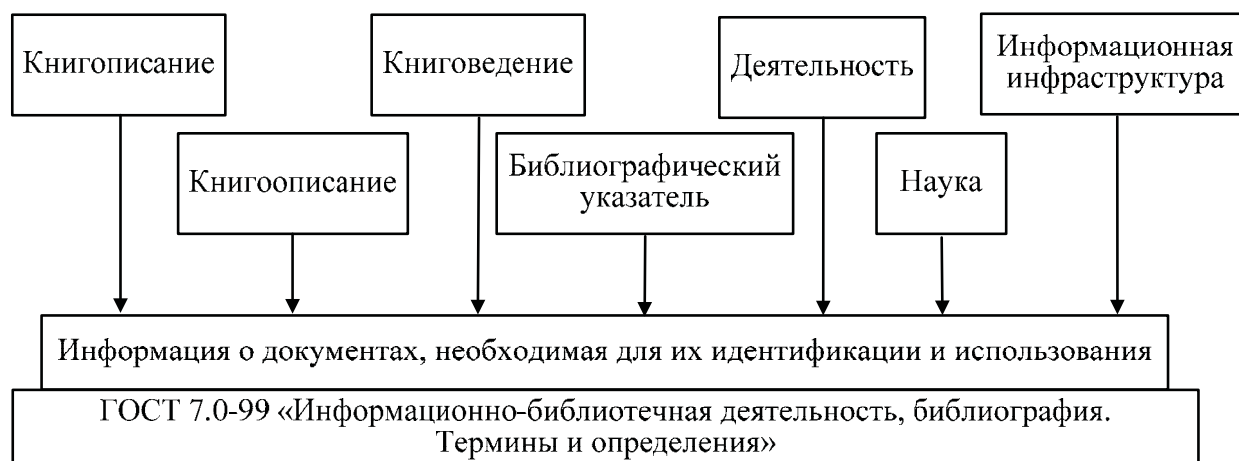 Книгописание
Книговедение
Деятельность
Информационная
инфраструктура
Книгоописание
Библиографический
указатель
Наука
Информация о документах, необходимая для их идентификации и использования
ГОСТ 7.0-99 «Информационно-библиотечная деятельность, библиография.
Термины и определения»